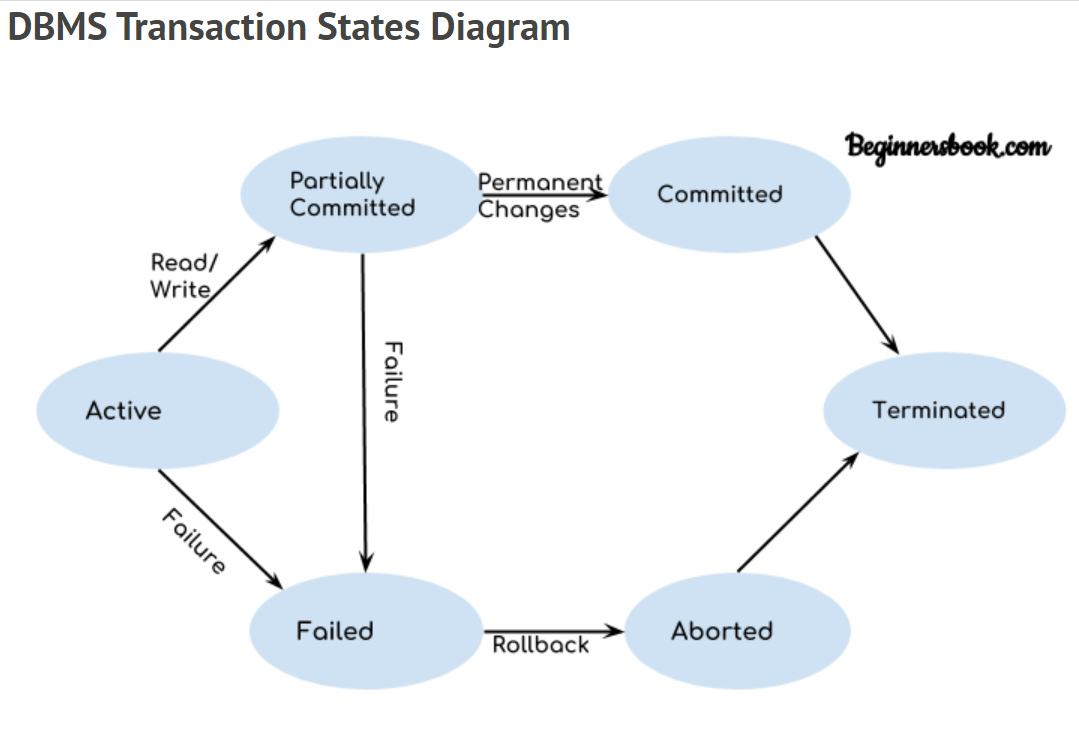 DBMS Transaction States Diagram
Beginnersbook.com
Partially
Committed
Permanent
Changes
Committed
Read/
Write
Failure
Active
Terminated
Failure
Failed
Rollback
Aborted